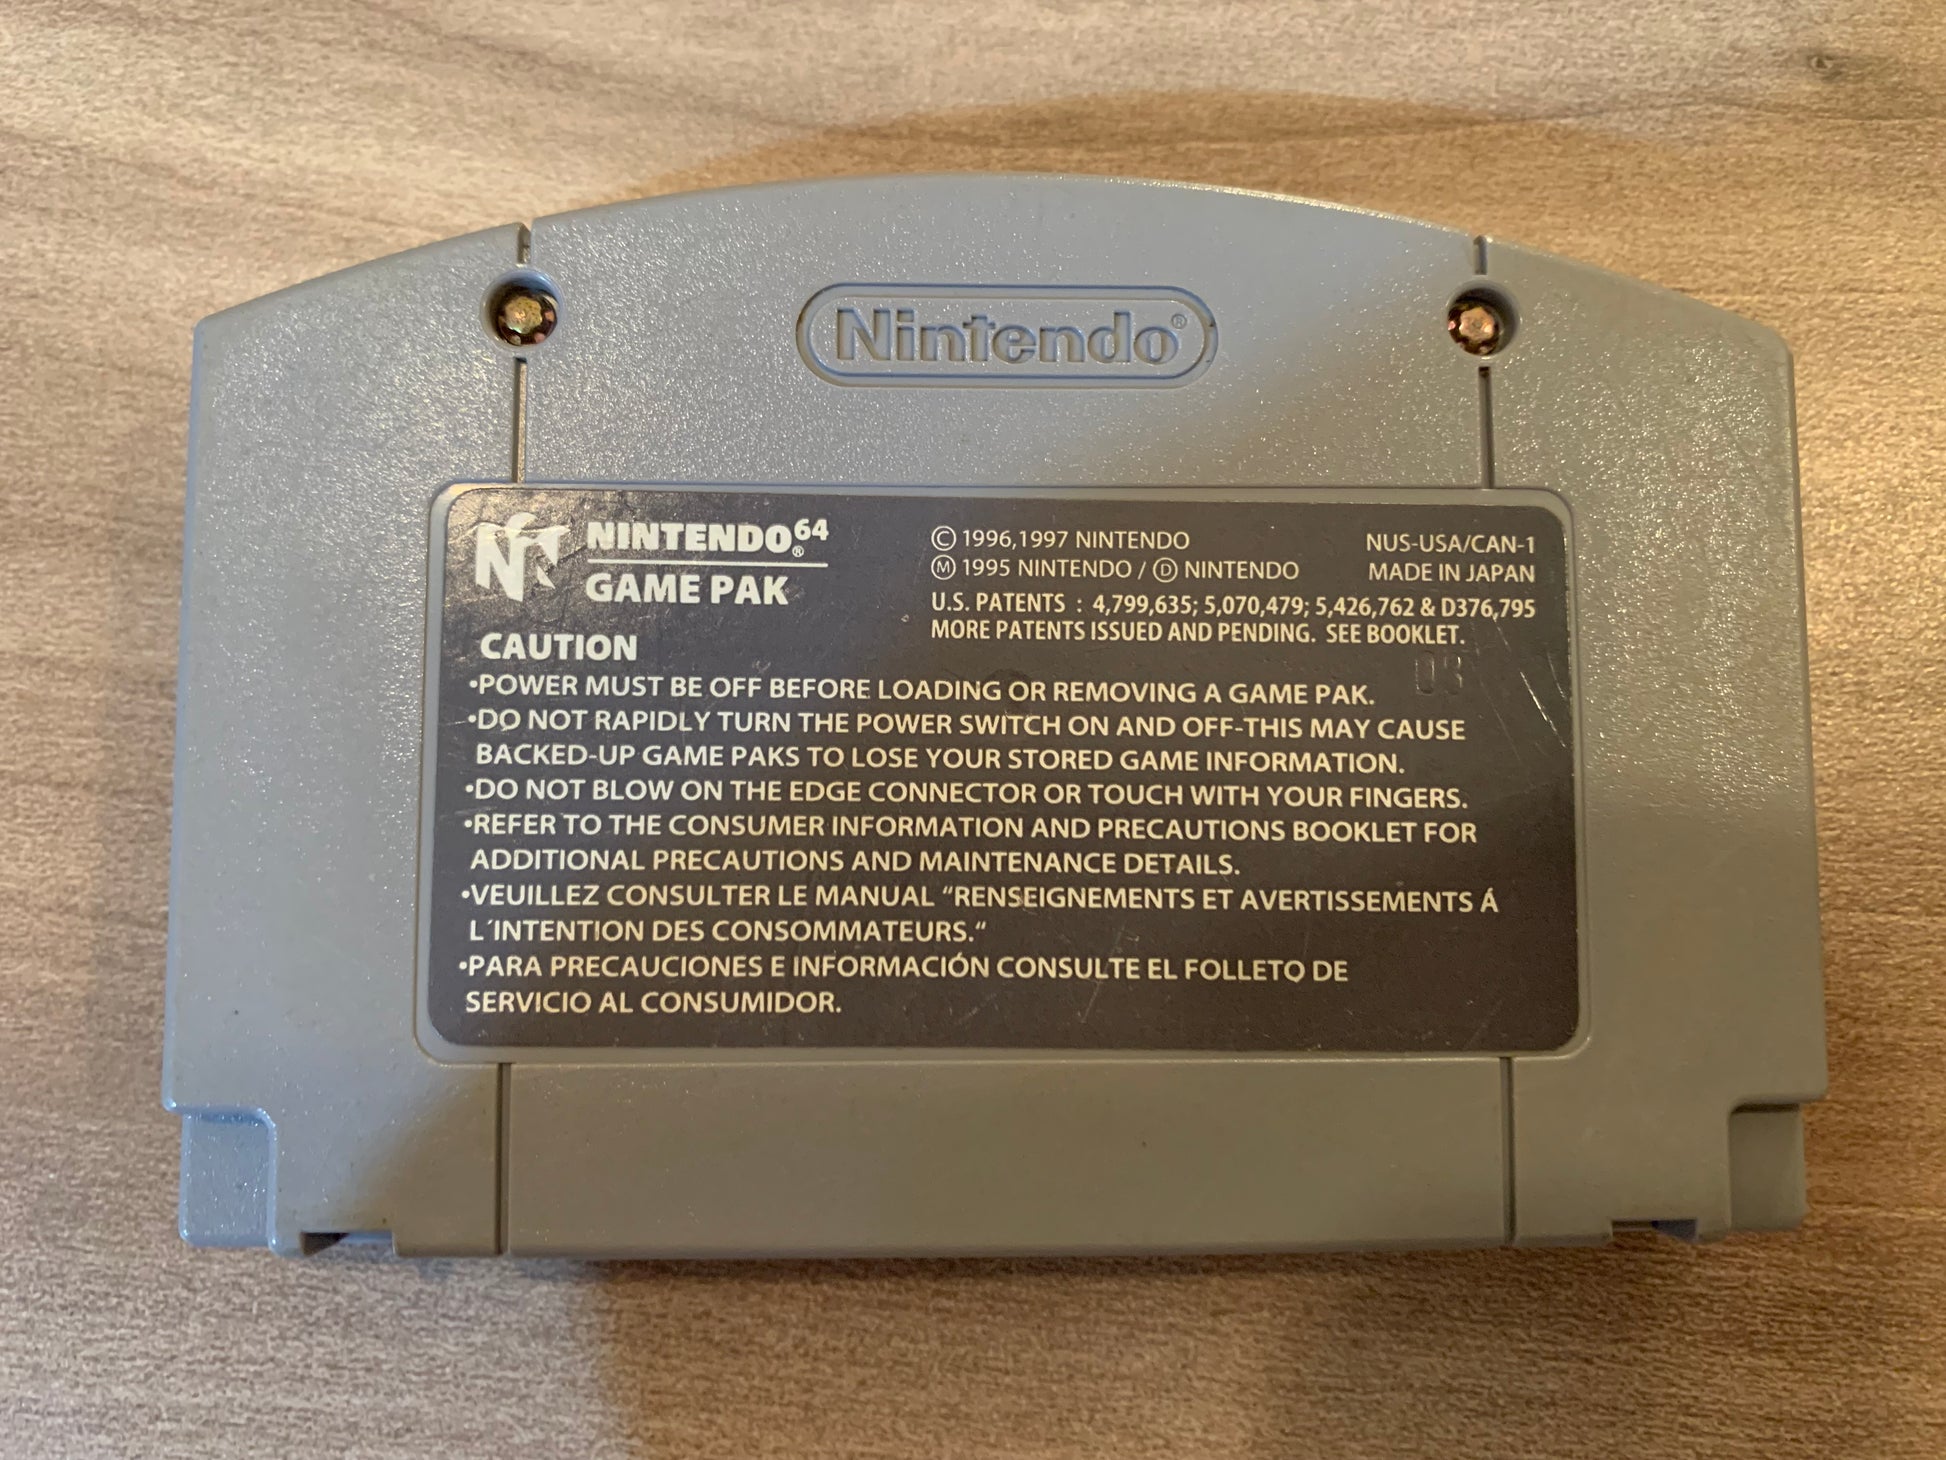 Nintendo®
NINTENDO64®
GAME PAK
©1996,1997 NINTENDO
Ⓜ1995 NINTENDO / Ⓓ NINTENDO
NUS-USA/CAN-1
MADE IN JAPAN
U.S. PATENTS : 4,799,635; 5,070,479; 5,426,762 & D376,795
MORE PATENTS ISSUED AND PENDING. SEE BOOKLET.
03
CAUTION
•POWER MUST BE OFF BEFORE LOADING OR REMOVING A GAME PAK.
•DO NOT RAPIDLY TURN THE POWER SWITCH ON AND OFF-THIS MAY CAUSE
BACKED-UP GAME PAKS TO LOSE YOUR STORED GAME INFORMATION.
•DO NOT BLOW ON THE EDGE CONNECTOR OR TOUCH WITH YOUR FINGERS.
•REFER TO THE CONSUMER INFORMATION AND PRECAUTIONS BOOKLET FOR
ADDITIONAL PRECAUTIONS AND MAINTENANCE DETAILS.
•VEUILLEZ CONSULTER LE MANUAL “RENSEIGNEMENTS ET AVERTISSEMENTS Á
L´INTENTION DES CONSOMMATEURS.“
•PARA PRECAUCIONES E INFORMACIÓN CONSULTE EL FOLLETO DE
SERVICIO AL CONSUMIDOR.